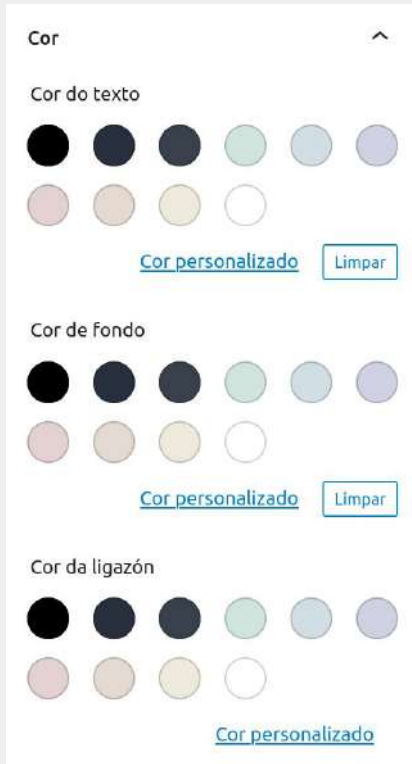 Cor
Cor do texto
Cor personalizado Limpar
Cor de fondo
Cor personalizado Limpar
Cor da ligazón
Cor personalizado